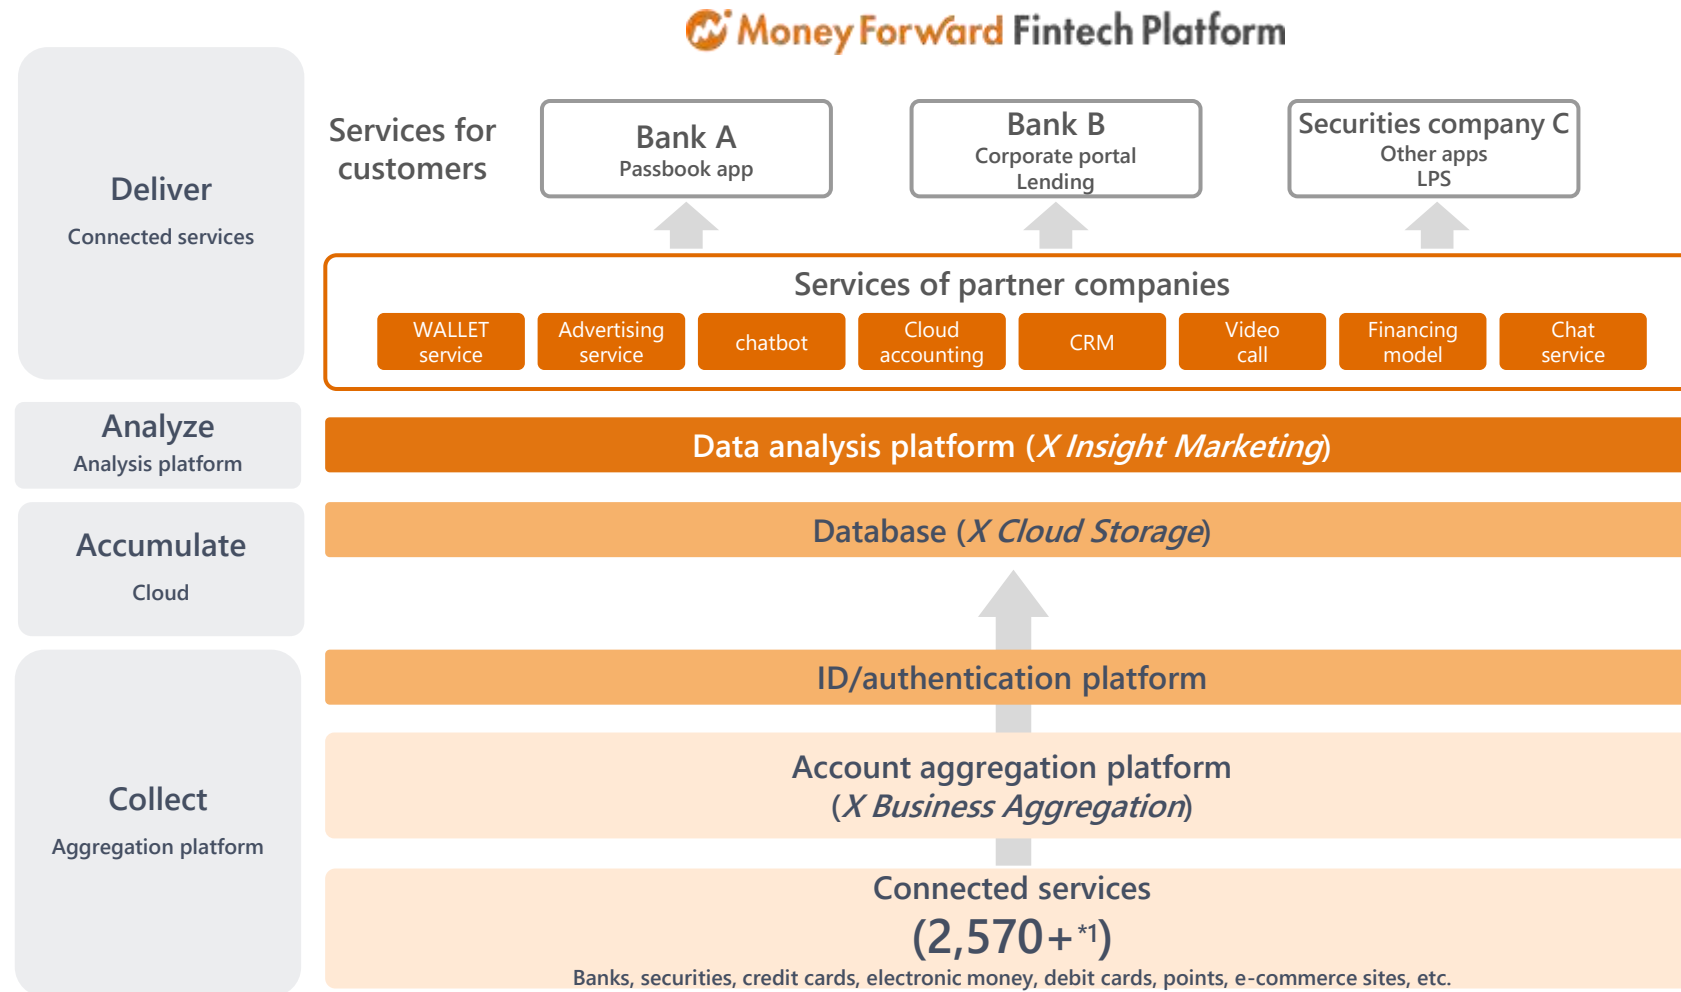 Money Forward Fintech Platform
Deliver
Connected services
Services for
customers
Bank A
Passbook app
Bank B
Corporate portal
Lending
Securities company C
Other apps
LPS
Services of partner companies
WALLET
service
Advertising
service
chatbot
Cloud
accounting
CRM
Video
call
Financing
model
Chat
service
Analyze
Analysis platform
Data analysis platform (X Insight Marketing)
Accumulate
Cloud
Database (X Cloud Storage)
Collect
Aggregation platform
ID/authentication platform
Account aggregation platform
(X Business Aggregation)
Connected services
(2,570+*1)
Banks, securities, credit cards, electronic money, debit cards, points, e-commerce sites, etc.